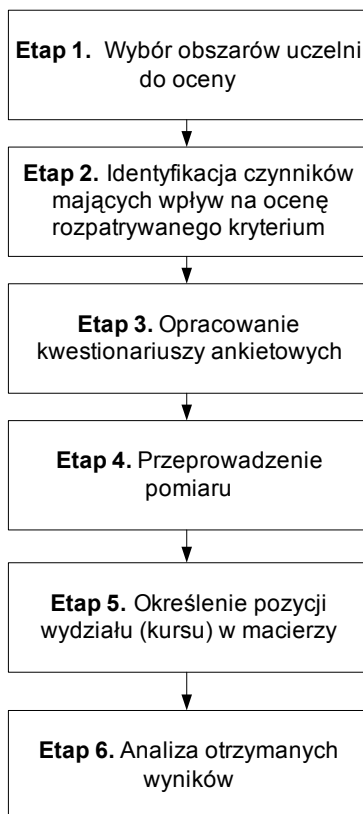 Etap 1. Wybór obszarów uczelni
do oceny
Etap 2. Identyfikacja czynników
mających wpływ na ocenę
rozpatrywanego kryterium
Etap 3. Opracowanie
kwestionariuszy ankietowych
Etap 4. Przeprowadzenie
pomiaru
Etap 5. Określenie pozycji
wydziału (kursu) w macierzy
Etap 6. Analiza otrzymanych
wyników